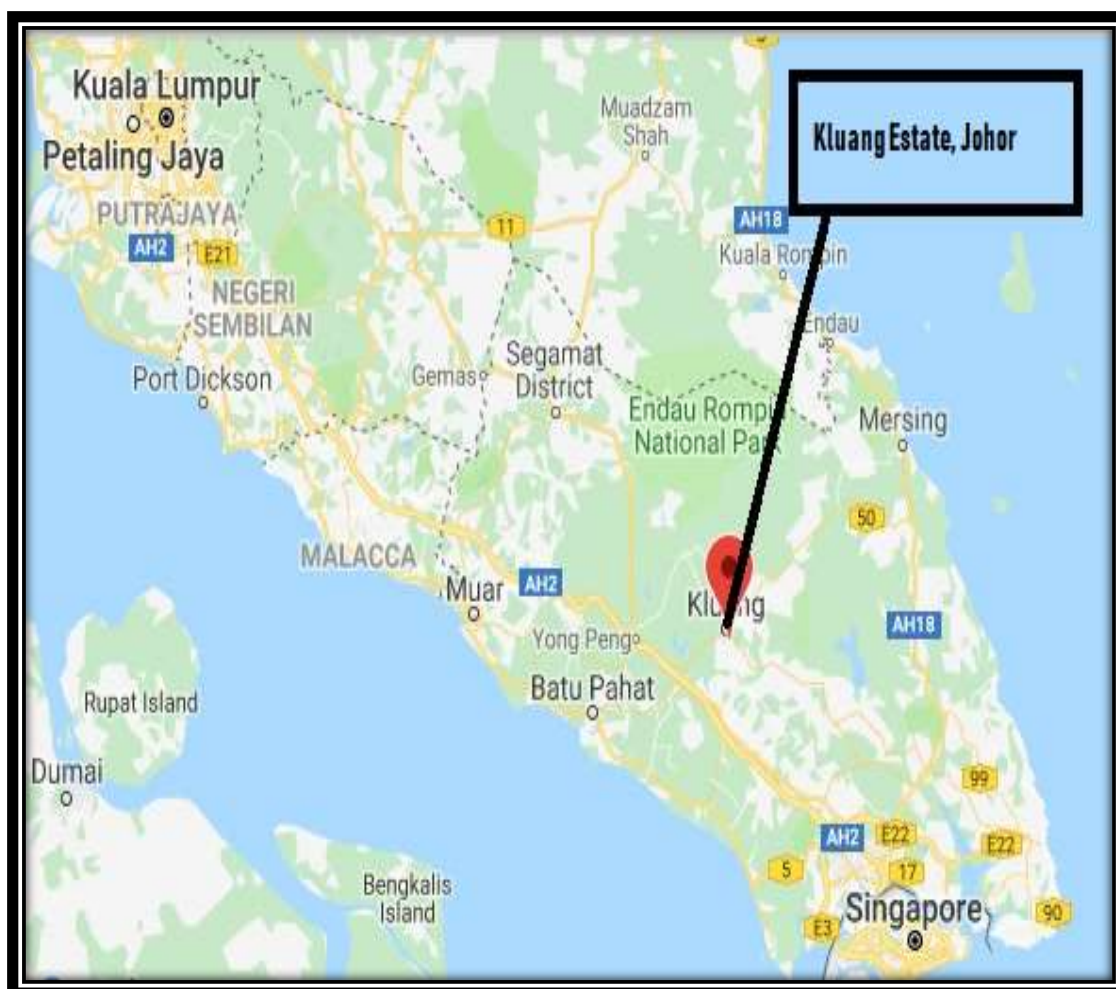 Kuala Lumpur
Petaling Jaya
PUTRAJAYA
AH2
E21
NEGERI
SEMBILAN
Port Dickson
11
Muadzam
Shah
Kluang Estate, Johor
AH18
Kuala Rompin
Endau
Gemas
Segamat
District
Endau Rompin
National Park
Mersing
50
MALACCA
Muar
AH2
Kluang
AH18
Yong Peng
Batu Pahat
Rupat Island
Dumai
99
AH2
E22
E22
5
17
Bengkalis
Island
Singapore
E3
90